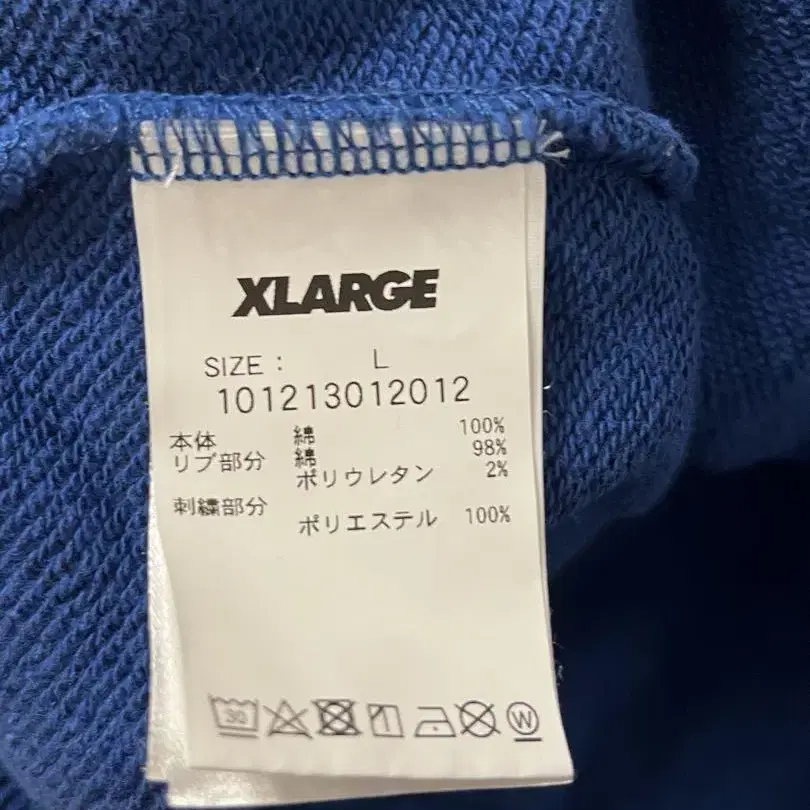 XLARGE
SIZE : L
101213012012
本体 綿 100%
リブ部分 綿 98%
ポリウレタン 2%
刺繍部分
ポリエステル 100%
30
W